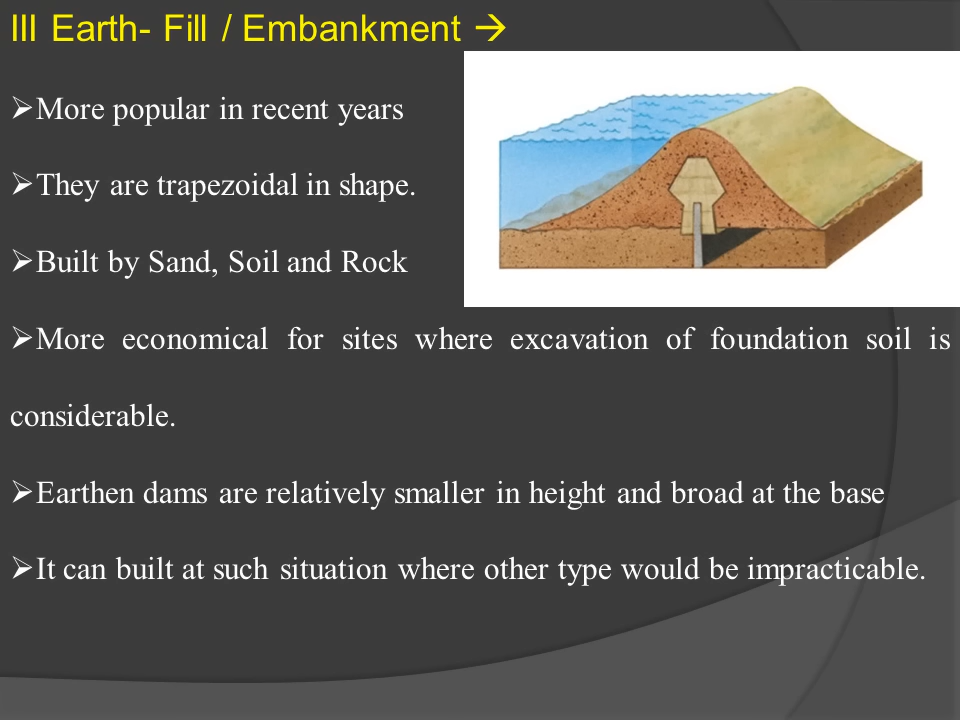 III Earth- Fill / Embankment →
➢More popular in recent years
➢They are trapezoidal in shape.
➢Built by Sand, Soil and Rock
➢More economical for sites where excavation of foundation soil is
considerable.
➢Earthen dams are relatively smaller in height and broad at the base
➢It can built at such situation where other type would be impracticable.